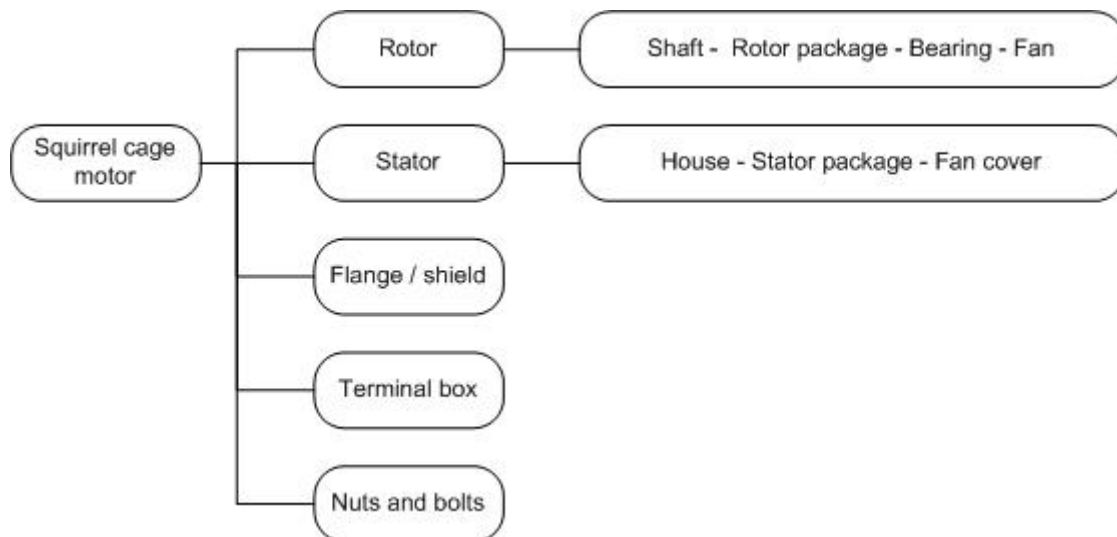 Rotor
Shaft - Rotor package - Bearing - Fan
Squirrel cage
motor
Stator
House - Stator package - Fan cover
Flange / shield
Terminal box
Nuts and bolts